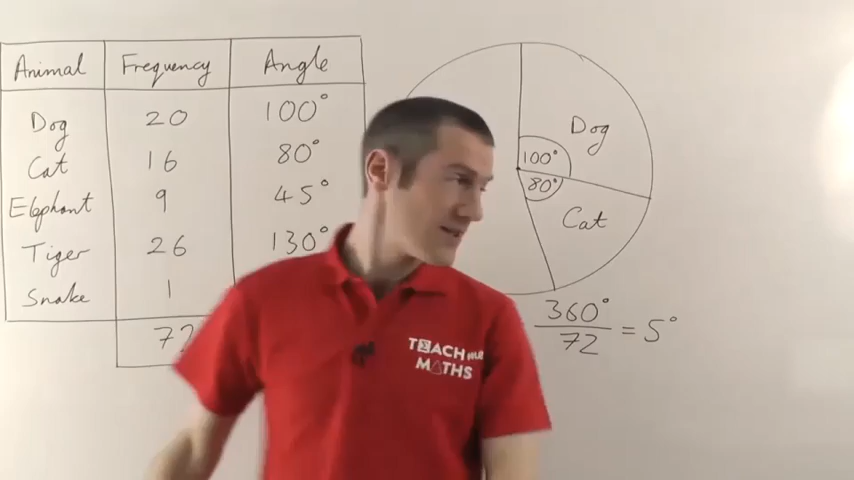 Animal Frequency Angle
Dog 20 100°
Cat 16 80°
Elephant 9 45°
Tiger 26 130°
Snake 1
72
Dog
100°
80°
Cat
360°
72
= 5°
TEACH ME
MATHS